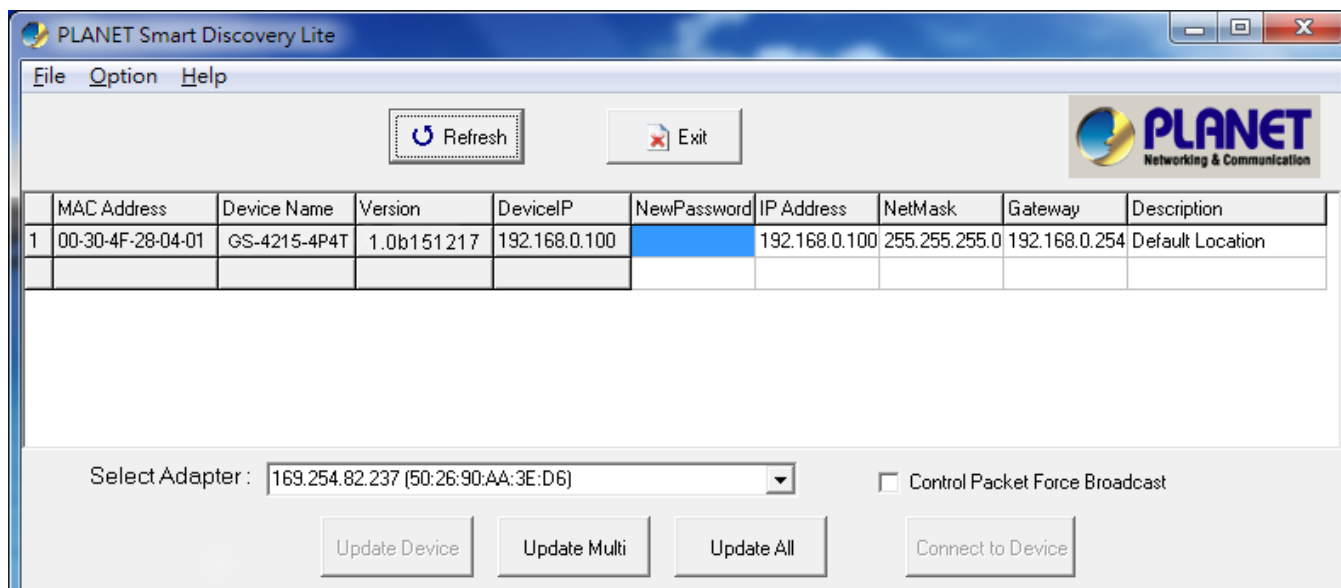 PLANET Smart Discovery Lite
File Option Help
Refresh Exit
PLANET
Networking & Communication
MAC Address Device Name Version DeviceIP NewPassword IP Address NetMask Gateway Description
1 00-30-4F-28-04-01 GS-4215-4P4T 1.0b151217 192.168.0.100 192.168.0.100 255.255.255.0 192.168.0.254 Default Location
Select Adapter : 169.254.82.237 (50:26:90:AA:3E:D6) Control Packet Force Broadcast
Update Device Update Multi Update All Connect to Device